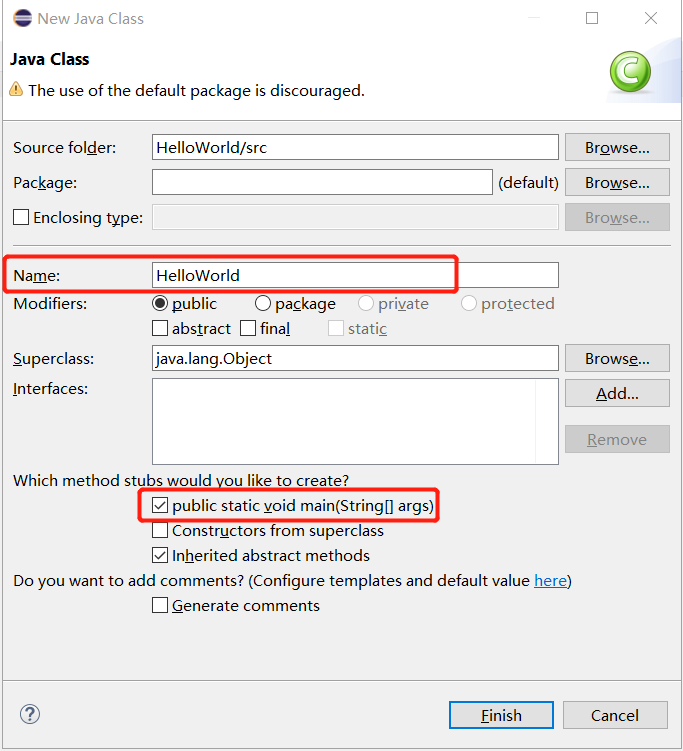 New Java Class
Java Class
The use of the default package is discouraged.
Source folder: HelloWorld/src Browse...
Package: (default) Browse...
Enclosing type: Browse...
Name: HelloWorld
Modifiers: public package private protected
abstract final static
Superclass: java.lang.Object Browse...
Interfaces: Add...
Remove
Which method stubs would you like to create?
public static void main(String[] args)
Constructors from superclass
Inherited abstract methods
Do you want to add comments? (Configure templates and default value here)
Generate comments
? Finish Cancel